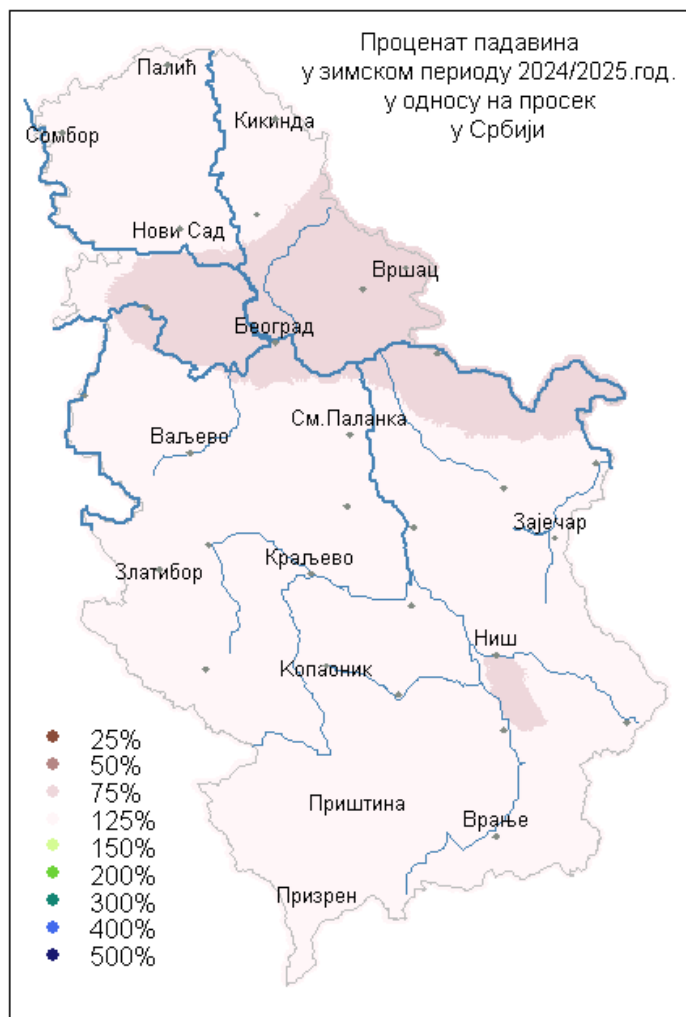 Проценат падавина
у зимском периоду 2024/2025.год.
у односу на просек
у Србији
Палић
Кикинда
Сомбор
Нови Сад
Вршац
Београд
См.Паланка
Ваљево
Зајечар
Златибор
Краљево
Ниш
Копаоник
Приштина
Врање
Призрен
25%
50%
75%
125%
150%
200%
300%
400%
500%